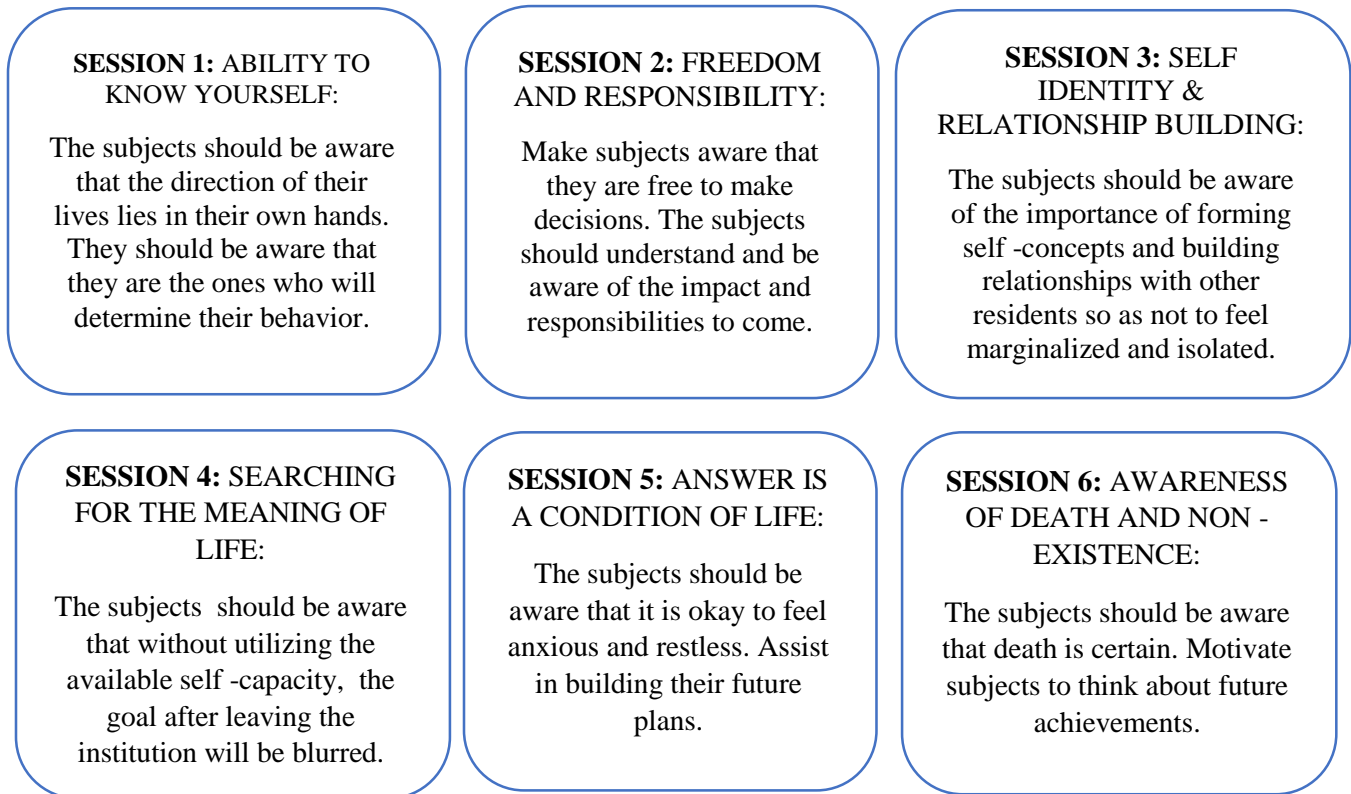 SESSION 1: ABILITY TO
KNOW YOURSELF:
The subjects should be aware
that the direction of their
lives lies in their own hands.
They should be aware that
they are the ones who will
determine their behavior.
SESSION 2: FREEDOM
AND RESPONSIBILITY:
Make subjects aware that
they are free to make
decisions. The subjects
should understand and be
aware of the impact and
responsibilities to come.
SESSION 3: SELF
IDENTITY &
RELATIONSHIP BUILDING:
The subjects should be aware
of the importance of forming
self -concepts and building
relationships with other
residents so as not to feel
marginalized and isolated.
SESSION 4: SEARCHING
FOR THE MEANING OF
LIFE:
The subjects should be aware
that without utilizing the
available self -capacity, the
goal after leaving the
institution will be blurred.
SESSION 5: ANSWER IS
A CONDITION OF LIFE:
The subjects should be
aware that it is okay to feel
anxious and restless. Assist
in building their future
plans.
SESSION 6: AWARENESS
OF DEATH AND NON -
EXISTENCE:
The subjects should be aware
that death is certain. Motivate
subjects to think about future
achievements.